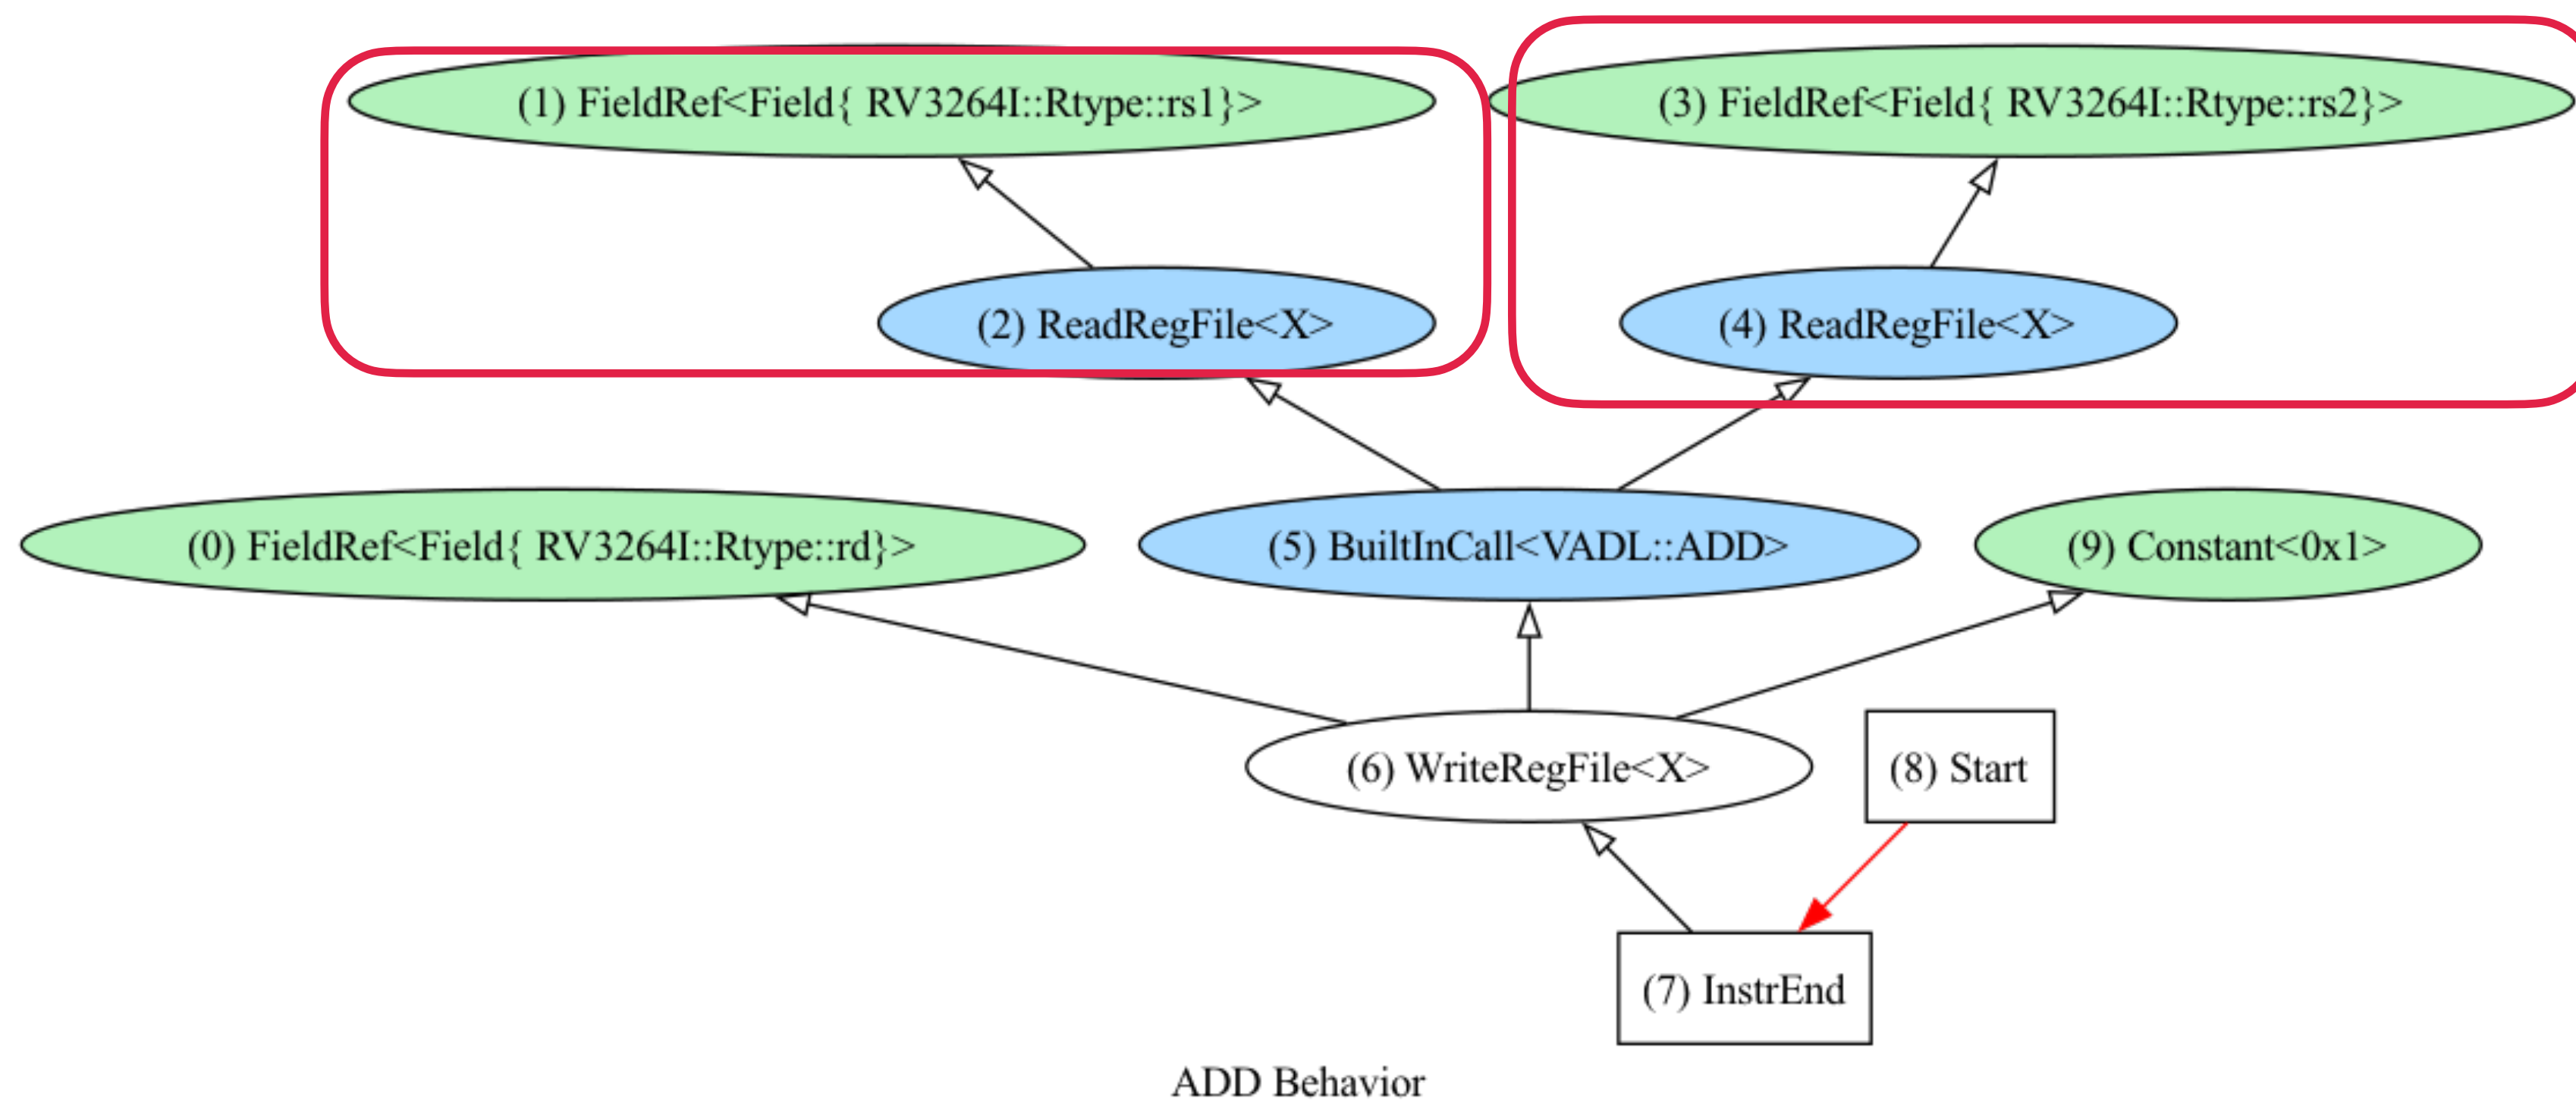 (1) FieldRef<Field{ RV3264I::Rtype::rs1}>
(3) FieldRef<Field{ RV3264I::Rtype::rs2}>
(2) ReadRegFile<X>
(4) ReadRegFile<X>
(0) FieldRef<Field{ RV3264I::Rtype::rd}>
(5) BuiltInCall<VADL::ADD>
(9) Constant<0x1>
(6) WriteRegFile<X>
(8) Start
(7) InstrEnd
ADD Behavior